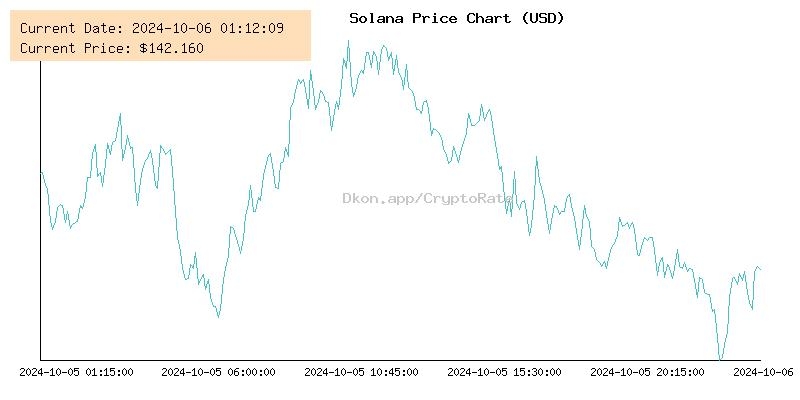 Solana Price Chart (USD)
Current Date: 2024-10-06 01:12:09
Current Price: $142.160
Dkon.app/CryptoRate
2024-10-05 01:15:00
2024-10-05 06:00:00
2024-10-05 10:45:00
2024-10-05 15:30:00
2024-10-05 20:15:00
2024-10-06